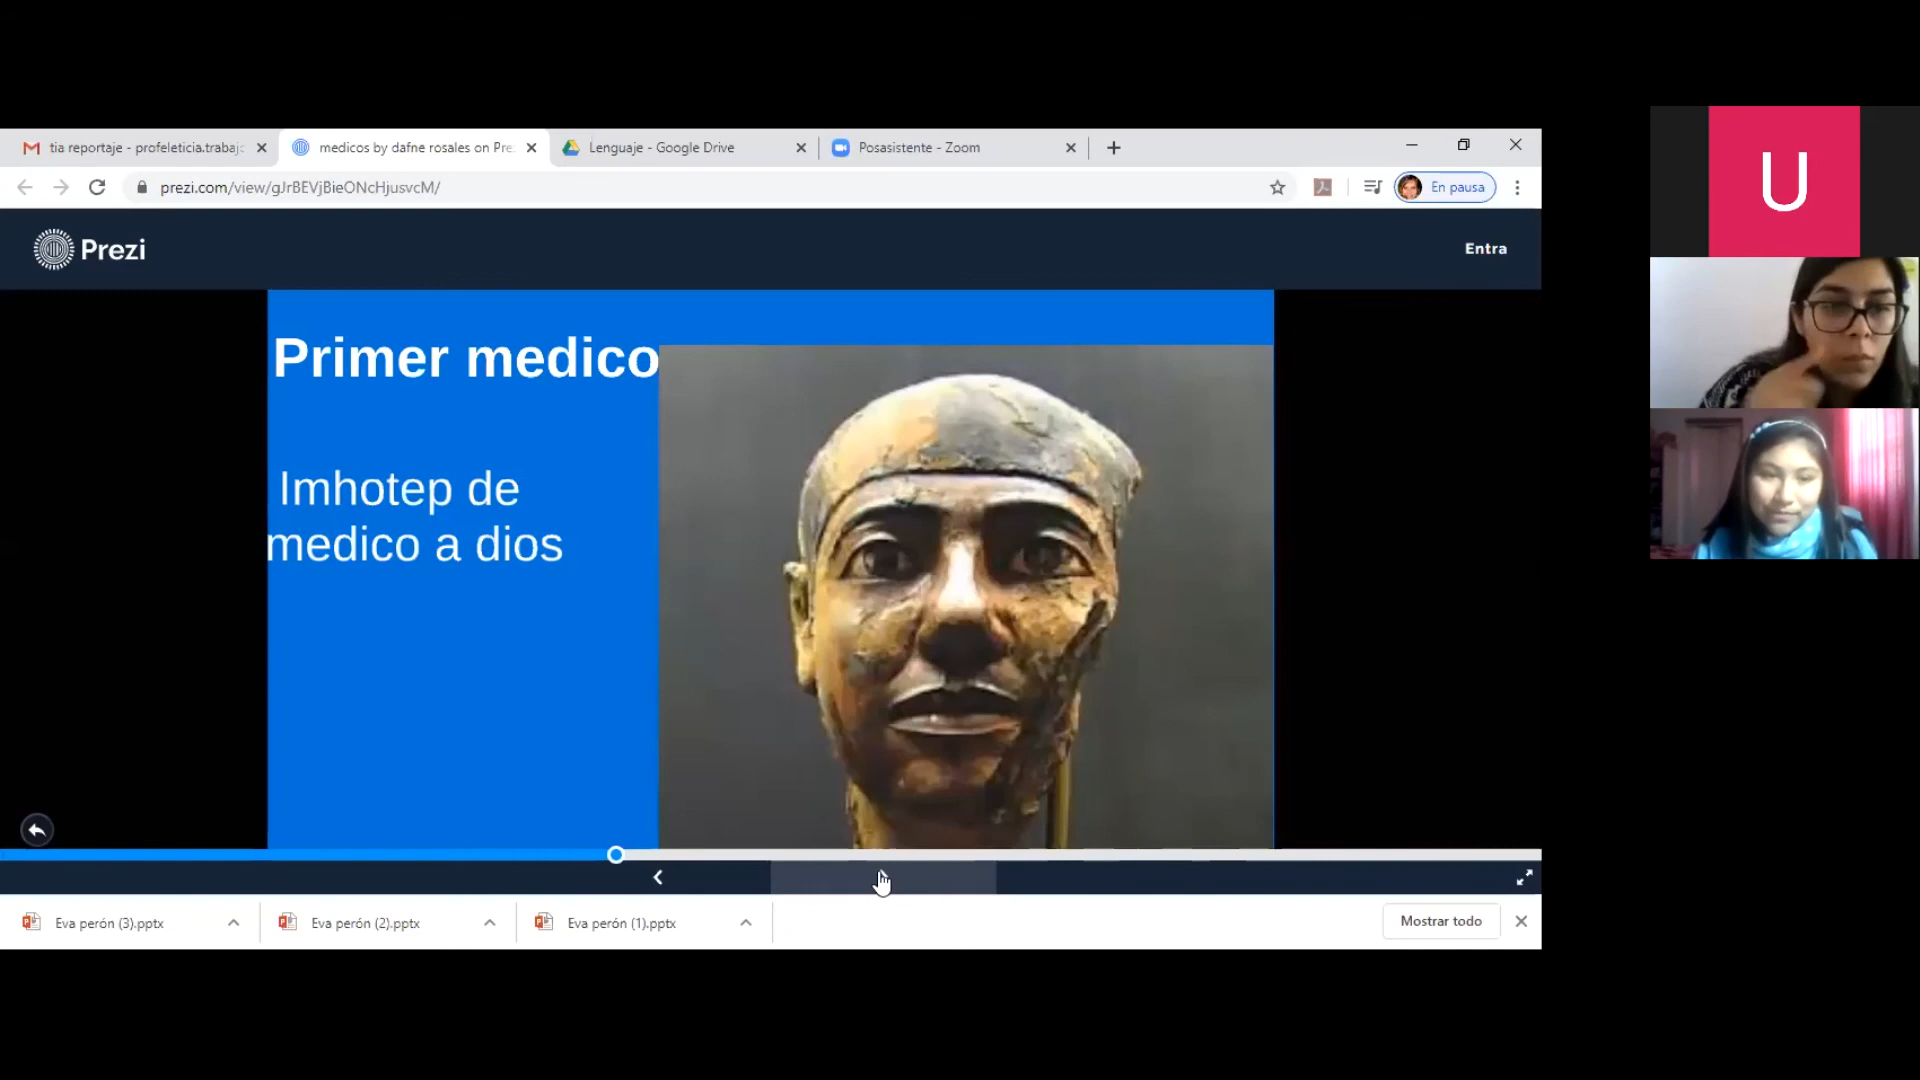 tia reportaje - profeleticia.trabajo
medicos by dafne rosales on Pre
Lenguaje - Google Drive
Posasistente - Zoom
prezi.com/view/gJrBEVjBieONcHjusvcM/
En pausa
Prezi
Entra
U
Primer medico
Imhotep de
medico a dios
Eva perón (3).pptx
Eva perón (2).pptx
Eva perón (1).pptx
Mostrar todo